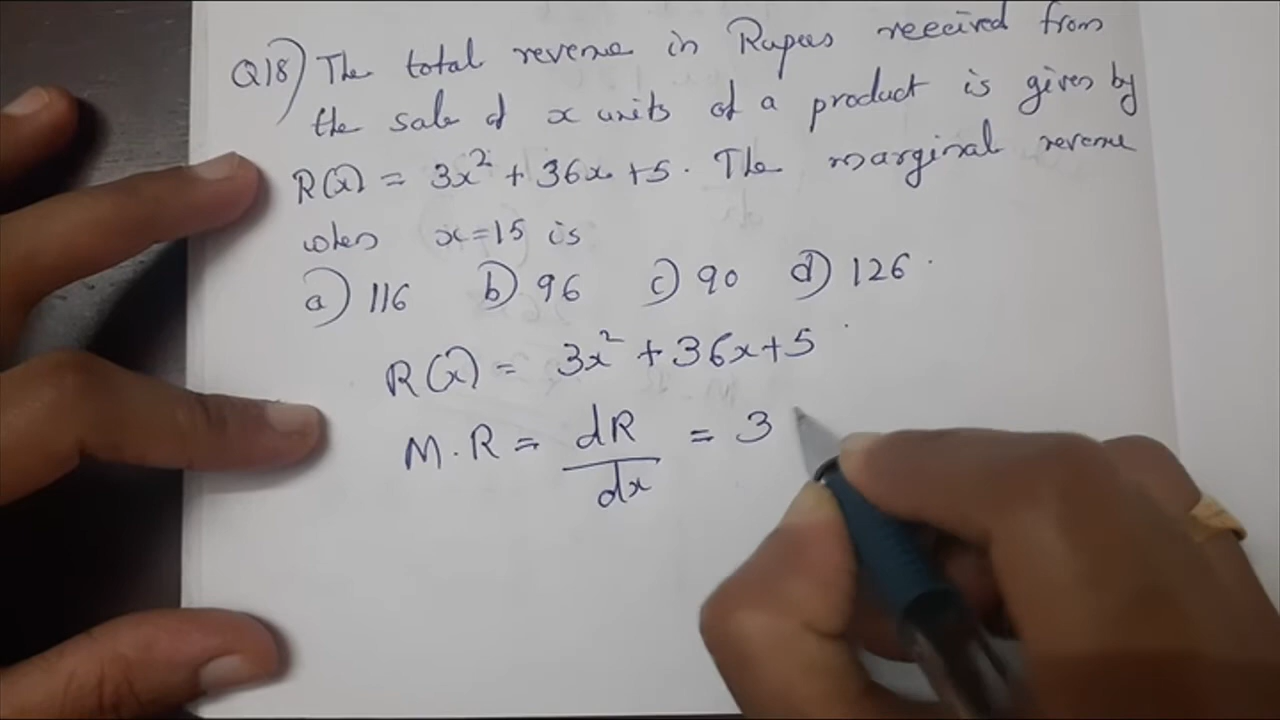 Q18) The total revenue in Rupees received from
the sale of x units of a product is given by
R(x) = 3x² + 36x + 5. The marginal revenue
when x=15 is
a) 116 b) 96 c) 90 d) 126.
R(x) = 3x² + 36x + 5
M.R = dR/dx = 3